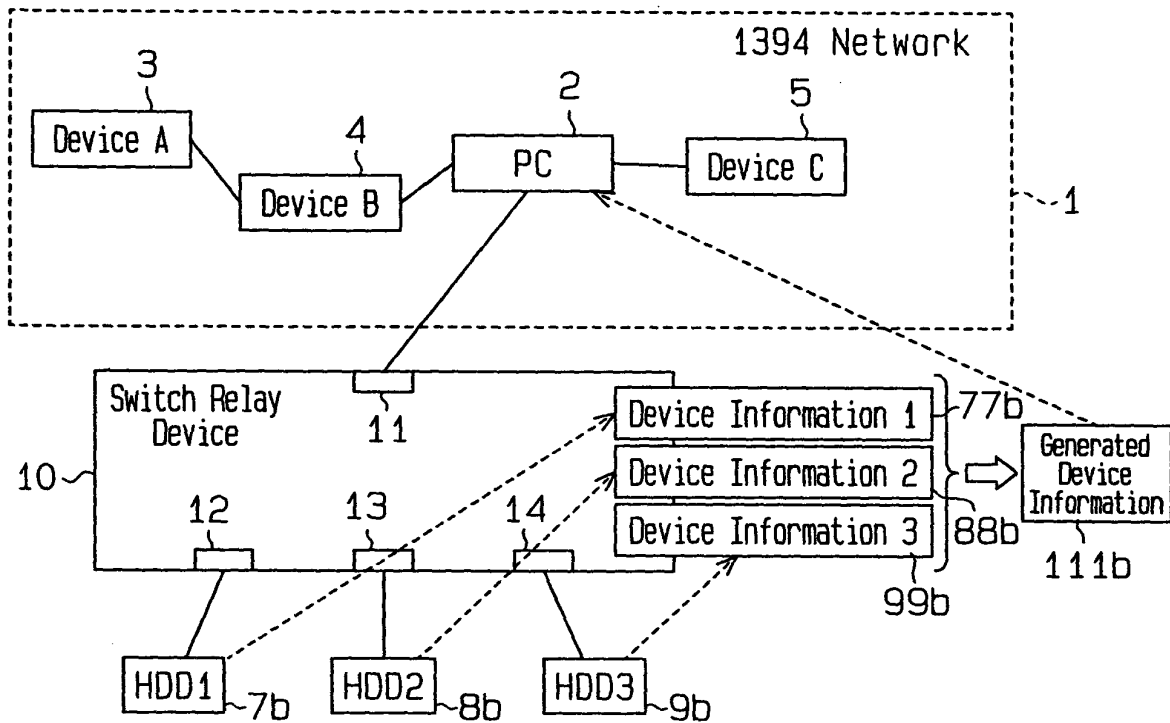 1394 Network
3
2
5
Device A
4
PC
Device C
Device B
1
Switch Relay
Device
11
Device Information 1
77b
Generated
Device
Information
10
Device Information 2
88b
12
13
14
Device Information 3
111b
99b
HDD1
7b
HDD2
8b
HDD3
9b